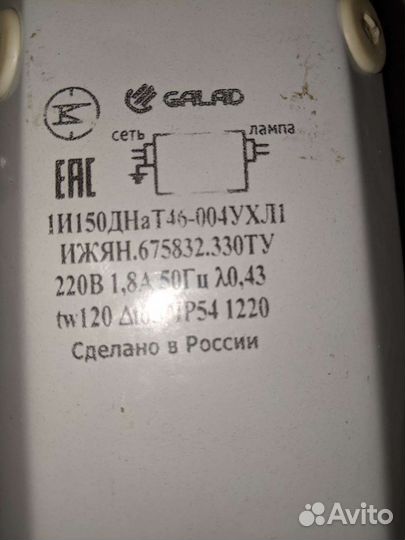 GALAD
сеть лампа
EAC
1И150ДНаТ46-004УХЛ1
ИЖЯН.675832.330ТУ
220В 1,8А 50Гц λ0,43
tw120 IP54 1220
Сделано в России
Avito